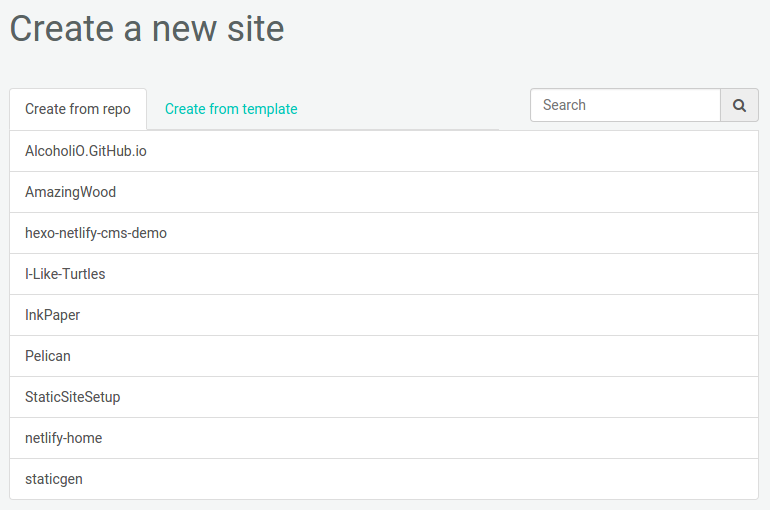 Create a new site
Create from repo
Create from template
Search
AlcoholiO.GitHub.io
AmazingWood
hexo-netlify-cms-demo
I-Like-Turtles
InkPaper
Pelican
StaticSiteSetup
netlify-home
staticgen